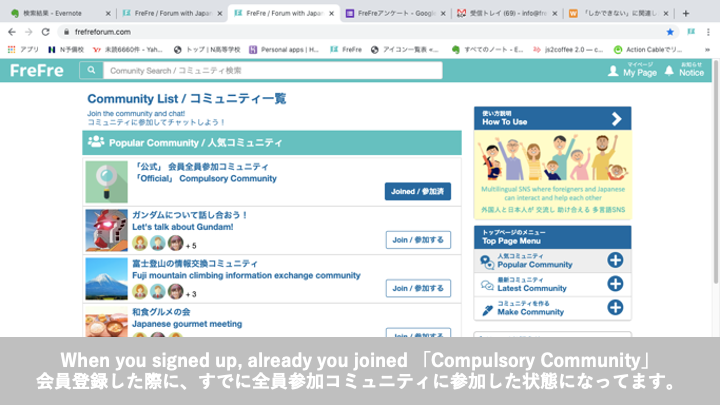 検索結果 - Evernote
FreFre / Forum with Japan
FreFre / Forum with Japan
FreFreアンケート - Google
受信トレイ (69) - info@fre
「しかできない」に関連し
frefreforum.com
アプリ
N予備校
未読6660件 - Yah...
トップ | N高等学校
Personal apps | H...
FreFre
アイコン一覧表 «...
すべてのノート - E...
js2coffee 2.0 — c...
Action Cableでリ...
FreFre
Comunity Search / コミュニティ検索
マイページ
My Page
お知らせ
Notice
Community List / コミュニティ一覧
Join the community and chat!
コミュニティに参加してチャットしよう！
Popular Community / 人気コミュニティ
「公式」 会員全員参加コミュニティ
「Official」 Compulsory Community
Joined / 参加済
ガンダムについて話し合おう！
Let's talk about Gundam!
+ 5
Join / 参加する
富士登山の情報交換コミュニティ
Fuji mountain climbing information exchange community
+ 3
Join / 参加する
和食グルメの会
Japanese gourmet meeting
Join / 参加する
使い方説明
How To Use
Multilingual SNS where foreigners and Japanese
can interact and help each other
外国人と日本人が 交流し 助け合える 多言語SNS
トップページのメニュー
Top Page Menu
人気コミュニティ
Popular Community
最新コミュニティ
Latest Community
コミュニティを作る
Make Community
When you signed up, already you joined 「Compulsory Community」
会員登録した際に、すでに全員参加コミュニティに参加した状態になってます。